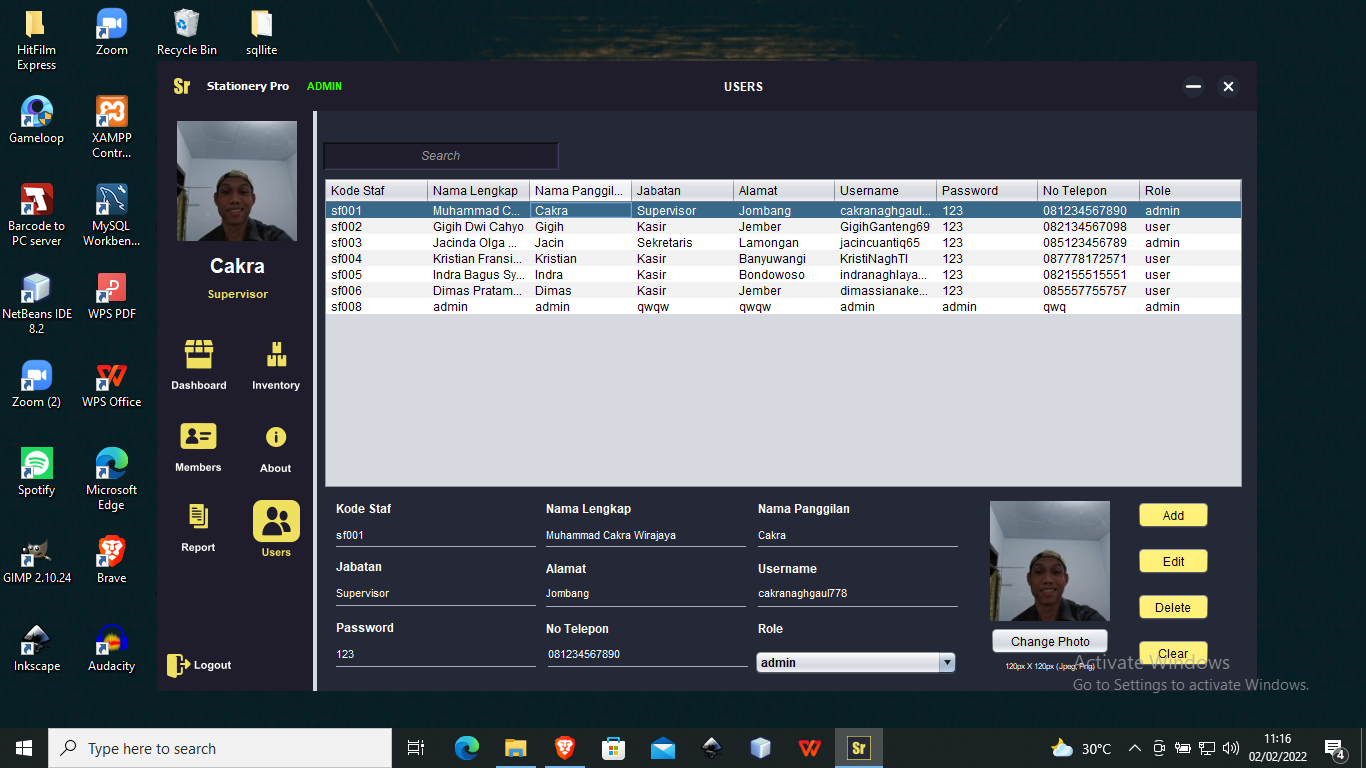 HitFilm Express
Zoom
Recycle Bin
sqllite
Gameloop
XAMPP Contr...
Barcode to PC server
MySQL Workben...
NetBeans IDE 8.2
WPS PDF
Zoom (2)
WPS Office
Spotify
Microsoft Edge
GIMP 2.10.24
Brave
Inkscape
Audacity
Sr Stationery Pro ADMIN USERS
Cakra
Supervisor
Dashboard Inventory
Members About
Report Users
Logout
Search
Kode Staf Nama Lengkap Nama Panggil... Jabatan Alamat Username Password No Telepon Role
sf001 Muhammad C... Cakra Supervisor Jombang cakranaghgaul... 123 081234567890 admin
sf002 Gigih Dwi Cahyo Gigih Kasir Jember GigihGanteng69 123 082134567098 user
sf003 Jacinda Olga ... Jacin Sekretaris Lamongan jacincuantiq65 123 085123456789 admin
sf004 Kristian Fransi... Kristian Kasir Banyuwangi KristiNaghTI 123 087778172571 user
sf005 Indra Bagus Sy... Indra Kasir Bondowoso indranaghlaya... 123 082155515551 user
sf006 Dimas Pratam... Dimas Kasir Jember dimassianake... 123 085557755757 user
sf008 admin admin qwqw qwqw admin admin qwq admin
Kode Staf Nama Lengkap Nama Panggilan
sf001 Muhammad Cakra Wirajaya Cakra
Jabatan Alamat Username
Supervisor Jombang cakranaghgaul778
Password No Telepon Role
123 081234567890 admin
Change Photo
120px X 120px (Jpeg, Png)
Add
Edit
Delete
Clear
Activate Windows
Go to Settings to activate Windows.
Type here to search
Sr
30°C
11:16
02/02/2022
4